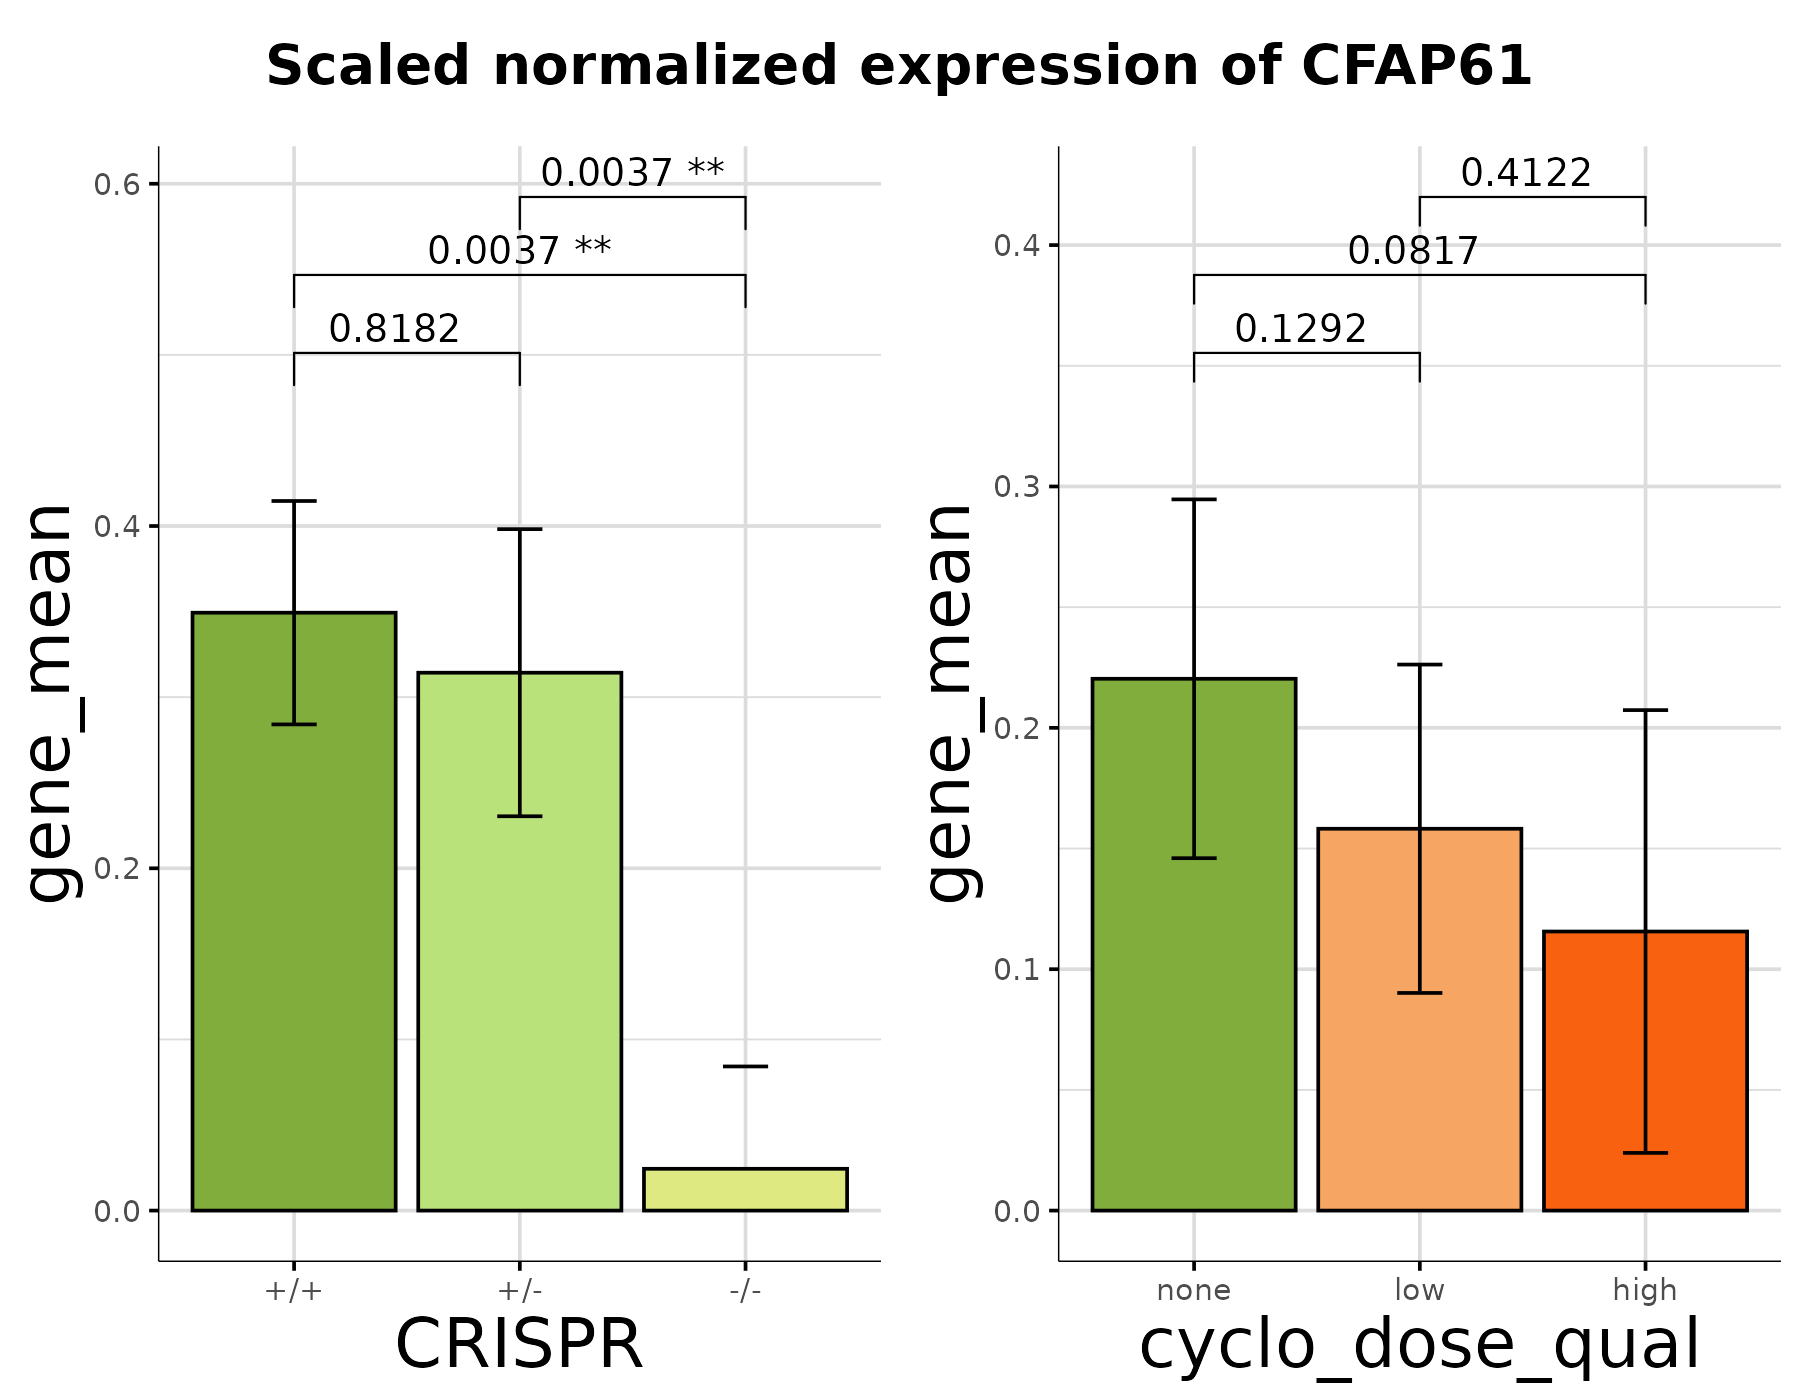 Scaled normalized expression of CFAP61
gene_mean
0.6
0.4
0.2
0.0
0.0037 **
0.0037 **
0.8182
+/+ +/- -/-
CRISPR
gene_mean
0.4
0.3
0.2
0.1
0.0
0.4122
0.0817
0.1292
none low high
cyclo_dose_qual